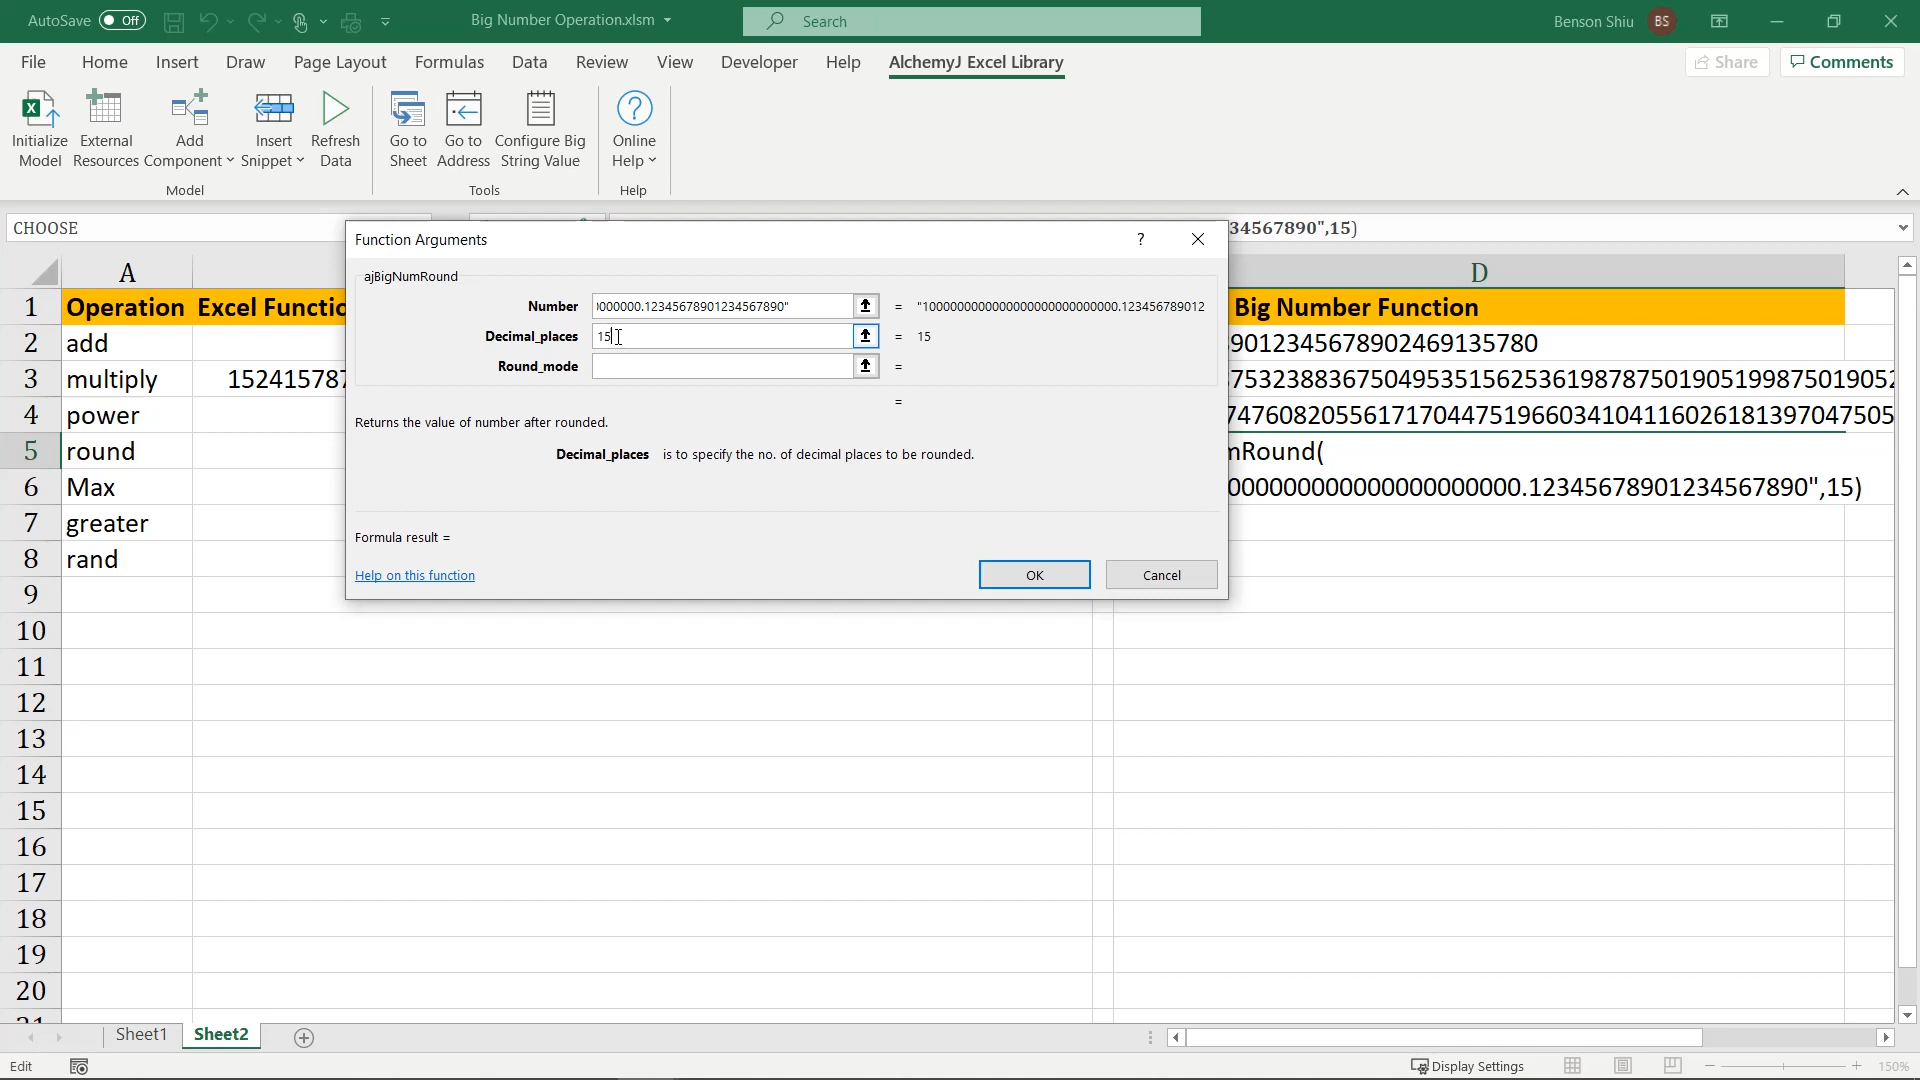 AutoSave Off
Big Number Operation.xlsm
Search
Benson Shiu BS
File Home Insert Draw Page Layout Formulas Data Review View Developer Help AlchemyJ Excel Library
Share Comments
Initialize Model
External Resources
Add Component
Insert Snippet
Refresh Data
Go to Sheet
Go to Address
Configure Big String Value
Online Help
Model
Tools
Help
CHOOSE
34567890",15)
Function Arguments ?
ajBigNumRound
Number 000000.12345678901234567890" = "1000000000000000000000000000.123456789012
Decimal_places 15 = 15
Round_mode =
=
Returns the value of number after rounded.
Decimal_places is to specify the no. of decimal places to be rounded.
Formula result =
Help on this function
OK Cancel
A D
1 Operation Excel Functio Big Number Function
2 add 9012345678902469135780
3 multiply 152415787 753238836750495351562536198787501905199875019052
4 power 747608205561717044751966034104116026181397047505
5 round mRound(
6 Max 0000000000000000000000.12345678901234567890",15)
7 greater
8 rand
9
10
11
12
13
14
15
16
17
18
19
20
21
Sheet1 Sheet2
Edit
Display Settings
150%